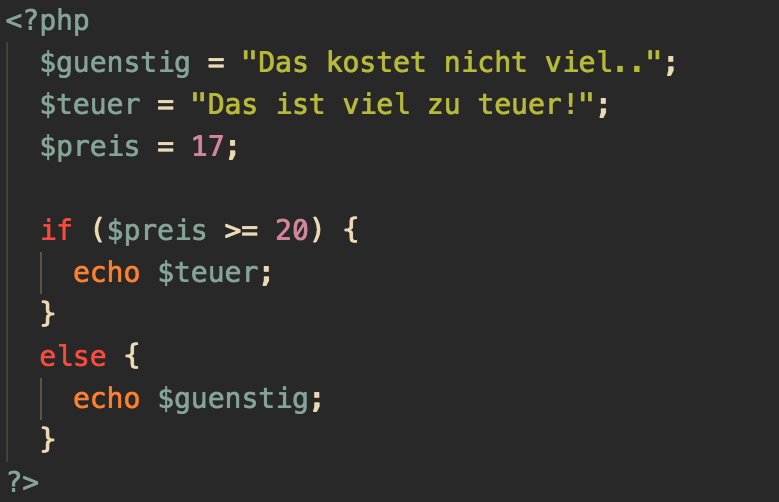 <?php
$guenstig = "Das kostet nicht viel..";
$teuer = "Das ist viel zu teuer!";
$preis = 17;
if ($preis >= 20) {
echo $teuer;
}
else {
echo $guenstig;
}
?>